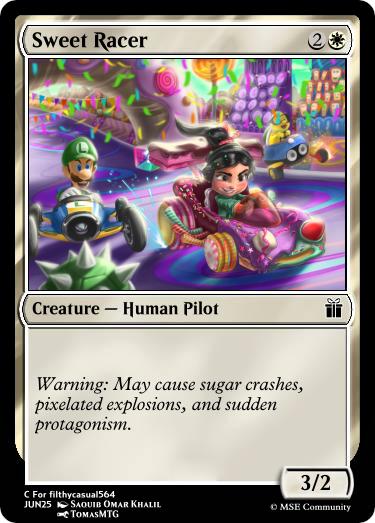 Sweet Racer 2
Creature — Human Pilot
Warning: May cause sugar crashes,
pixelated explosions, and sudden
protagonism.
3/2
C For filthycasual564
JUN25 Saquib Omar Khalil
TomasMTG
© MSE Community